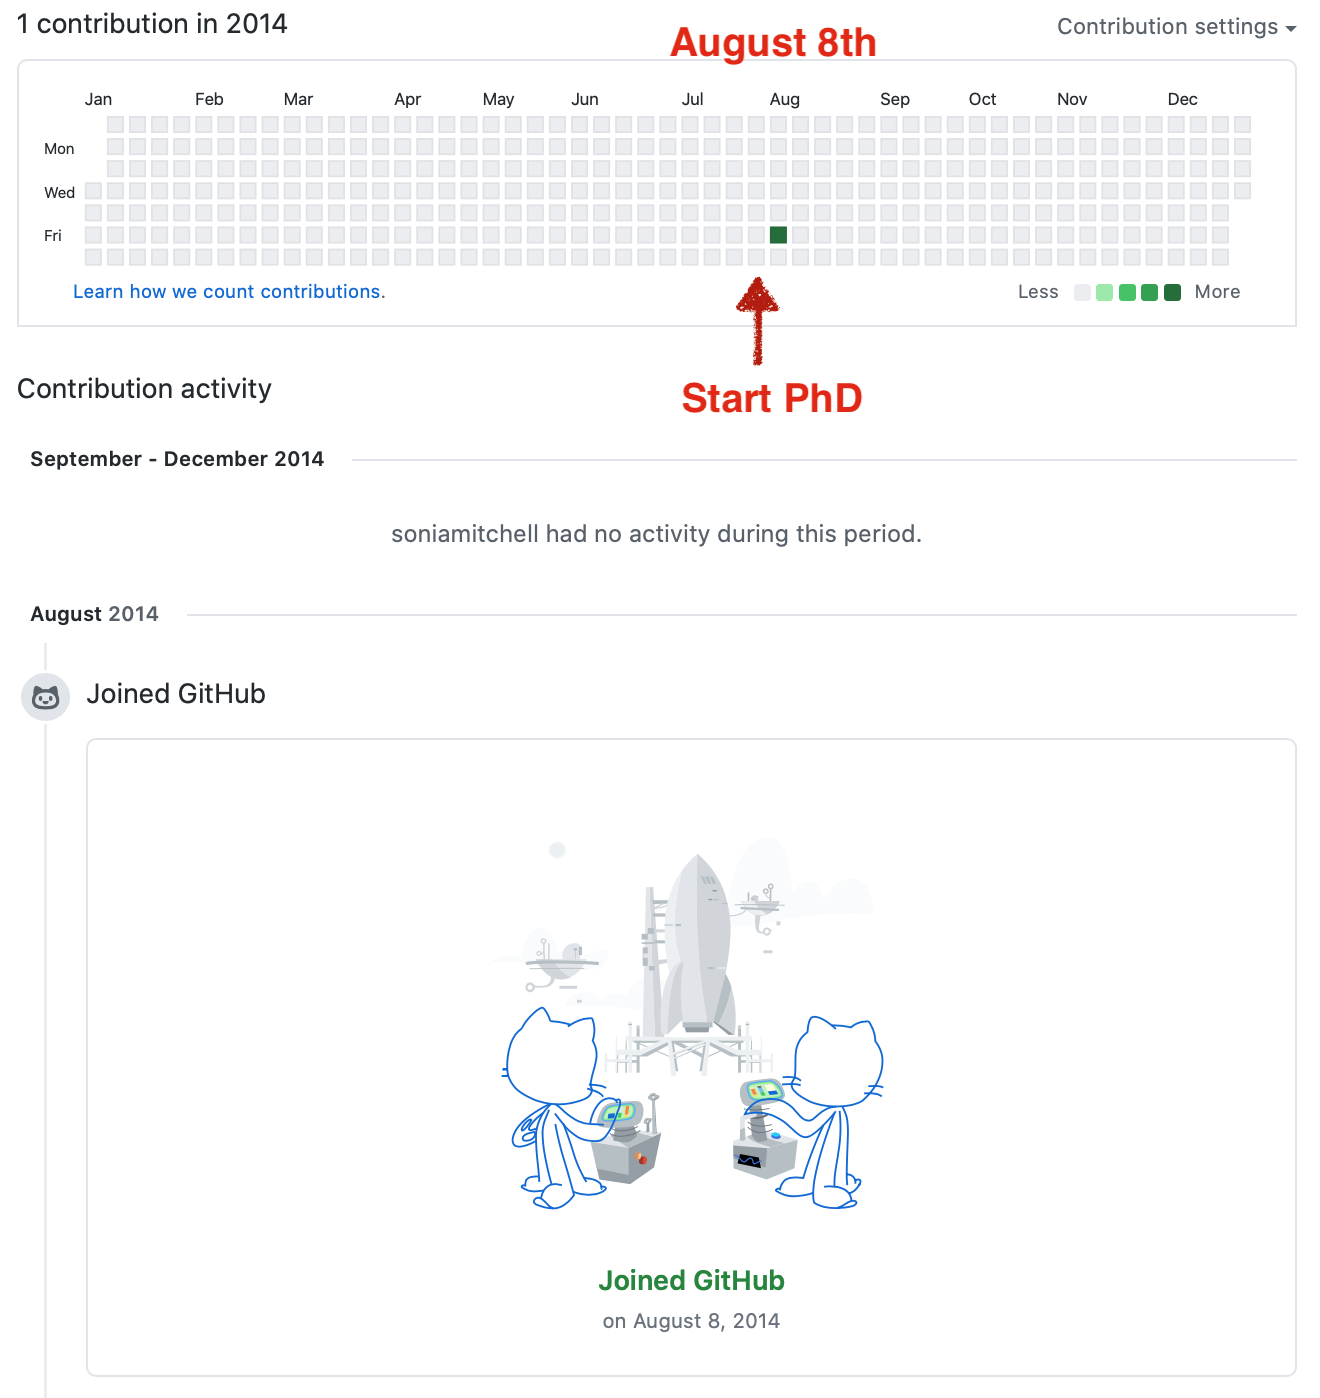 1 contribution in 2014
August 8th
Contribution settings
Jan Feb Mar Apr May Jun Jul Aug Sep Oct Nov Dec
Mon
Wed
Fri
Learn how we count contributions.
Less More
Start PhD
Contribution activity
September - December 2014
soniamitchell had no activity during this period.
August 2014
Joined GitHub
Joined GitHub
on August 8, 2014